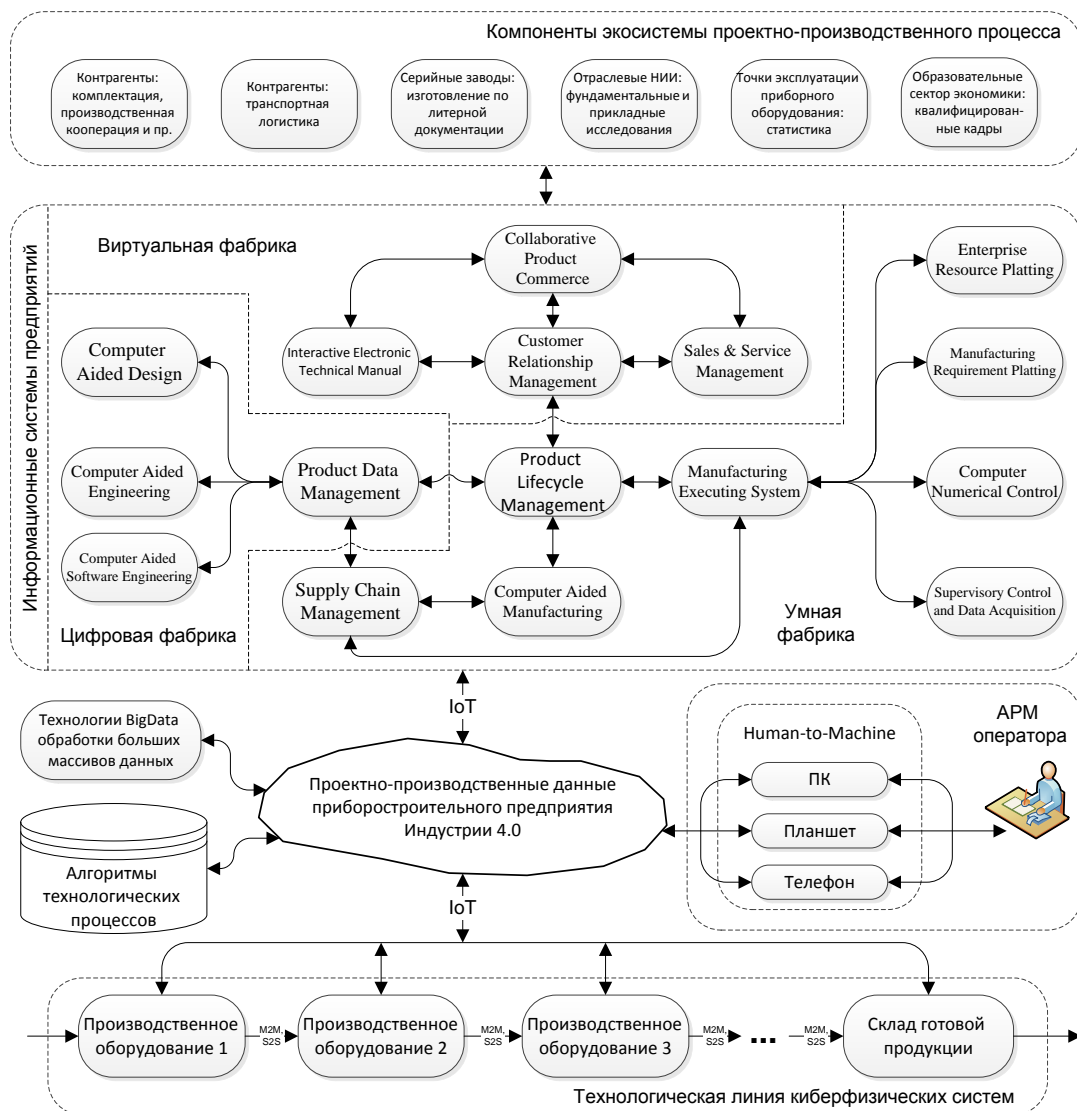 Компоненты экосистемы проектно-производственного процесса
Контрагенты:
комплектация,
производственная
кооперация и пр.
Контрагенты:
транспортная
логистика
Серийные заводы:
изготовление по
литерной
документации
Отраслевые НИИ:
фундаментальные и
прикладные
исследования
Точки эксплуатации
приборного
оборудования:
статистика
Образовательные
сектор экономики:
квалифицирован-
ные кадры
Информационные системы предприятий
Виртуальная фабрика
Collaborative
Product
Commerce
Enterprise
Resource Platting
Computer
Aided Design
Interactive Electronic
Technical Manual
Customer
Relationship
Management
Sales & Service
Management
Manufacturing
Requirement Platting
Computer Aided
Engineering
Product Data
Management
Product
Lifecycle
Management
Manufacturing
Executing System
Computer
Numerical Control
Computer Aided
Software Engineering
Supply Chain
Management
Computer Aided
Manufacturing
Supervisory Control
and Data Acquisition
Цифровая фабрика
Умная
фабрика
IoT
Технологии BigData
обработки больших
массивов данных
Проектно-производственные данные
приборостроительного предприятия
Индустрии 4.0
Алгоритмы
технологических
процессов
Human-to-Machine
ПК
Планшет
Телефон
АРМ
оператора
IoT
Производственное
оборудование 1
M2M,
S2S
Производственное
оборудование 2
M2M,
S2S
Производственное
оборудование 3
M2M,
S2S
...
M2M,
S2S
Склад готовой
продукции
Технологическая линия киберфизических систем